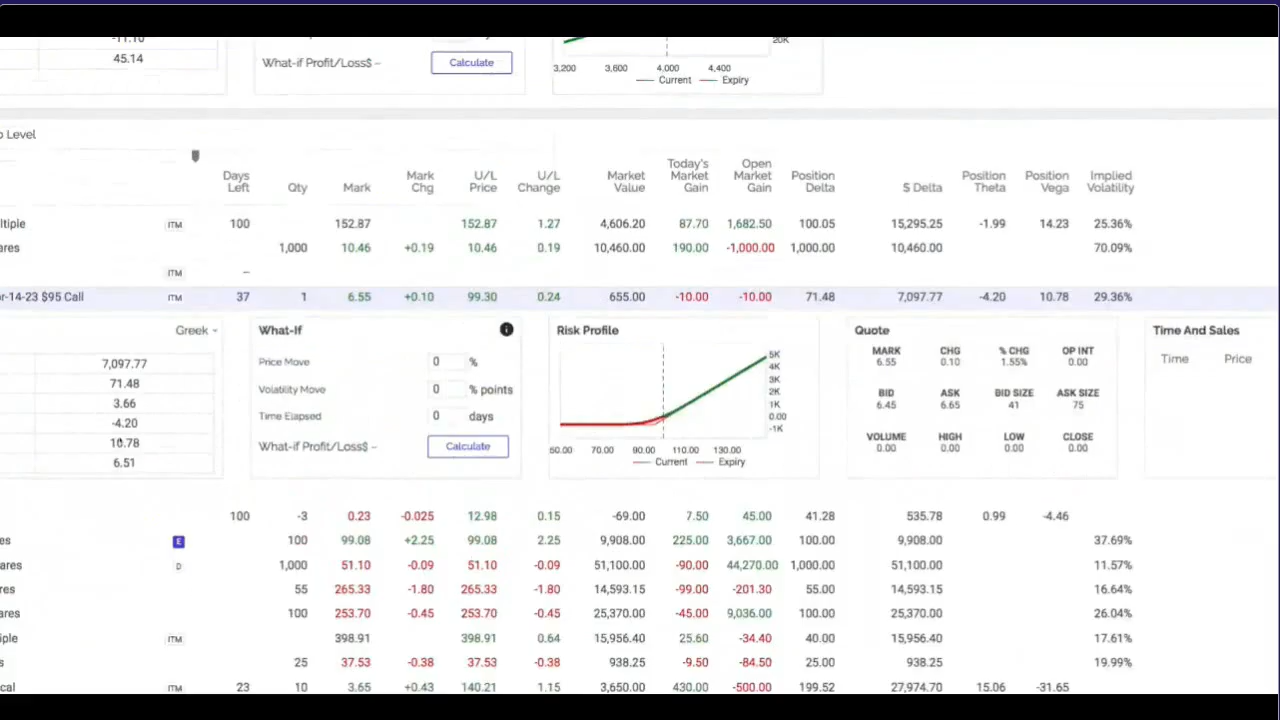 -11.10
45.14
What-if Profit/Loss$ –
Calculate
20K
3,200 3,600 4,000 4,400
Current Expiry
Level
Days Left Qty Mark Mark Chg U/L Price U/L Change Market Value Today's Market Gain Open Market Gain Position Delta $ Delta Position Theta Position Vega Implied Volatility
ltiple ITM 100 152.87 152.87 1.27 4,606.20 87.70 1,682.50 100.05 15,295.25 -1.99 14.23 25.36%
ares 1,000 10.46 +0.19 10.46 0.19 10,460.00 190.00 -1,000.00 1,000.00 10,460.00 70.09%
ITM –
r-14-23 $95 Call ITM 37 1 6.55 +0.10 99.30 0.24 655.00 -10.00 -10.00 71.48 7,097.77 -4.20 10.78 29.36%
Greek
7,097.77
71.48
3.66
-4.20
10.78
6.51
What-If
Price Move 0 %
Volatility Move 0 % points
Time Elapsed 0 days
What-if Profit/Loss$ –
Calculate
Risk Profile
5K
4K
3K
2K
1K
0.00
-1K
50.00 70.00 90.00 110.00 130.00
Current Expiry
Quote
MARK CHG % CHG OP INT
6.55 0.10 1.55% 0.00
BID ASK BID SIZE ASK SIZE
6.45 6.65 41 75
VOLUME HIGH LOW CLOSE
0.00 0.00 0.00 0.00
Time And Sales
Time Price
100 -3 0.23 -0.025 12.98 0.15 -69.00 7.50 45.00 41.28 535.78 0.99 -4.46
es E 100 99.08 +2.25 99.08 2.25 9,908.00 225.00 3,667.00 100.00 9,908.00 37.69%
ares D 1,000 51.10 -0.09 51.10 -0.09 51,100.00 -90.00 44,270.00 1,000.00 51,100.00 11.57%
res 55 265.33 -1.80 265.33 -1.80 14,593.15 -99.00 -201.30 55.00 14,593.15 16.64%
ares 100 253.70 -0.45 253.70 -0.45 25,370.00 -45.00 9,036.00 100.00 25,370.00 26.04%
iple ITM 398.91 398.91 0.64 15,956.40 25.60 -34.40 40.00 15,956.40 17.61%
s 25 37.53 -0.38 37.53 -0.38 938.25 -9.50 -84.50 25.00 938.25 19.99%
cal ITM 23 10 3.65 +0.43 140.21 1.15 3,650.00 430.00 -500.00 199.52 27,974.70 15.06 -31.65